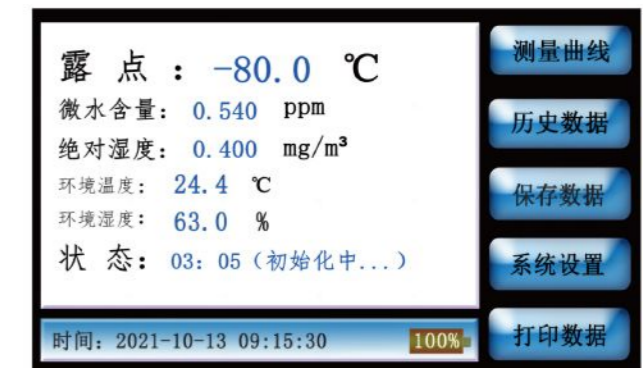 露 点 : -80.0 ℃
微水含量: 0.540 ppm
绝对湿度: 0.400 mg/m³
环境温度: 24.4 ℃
环境湿度: 63.0 %
状 态: 03: 05 (初始化中...)
时间: 2021-10-13 09:15:30 100%
测量曲线
历史数据
保存数据
系统设置
打印数据